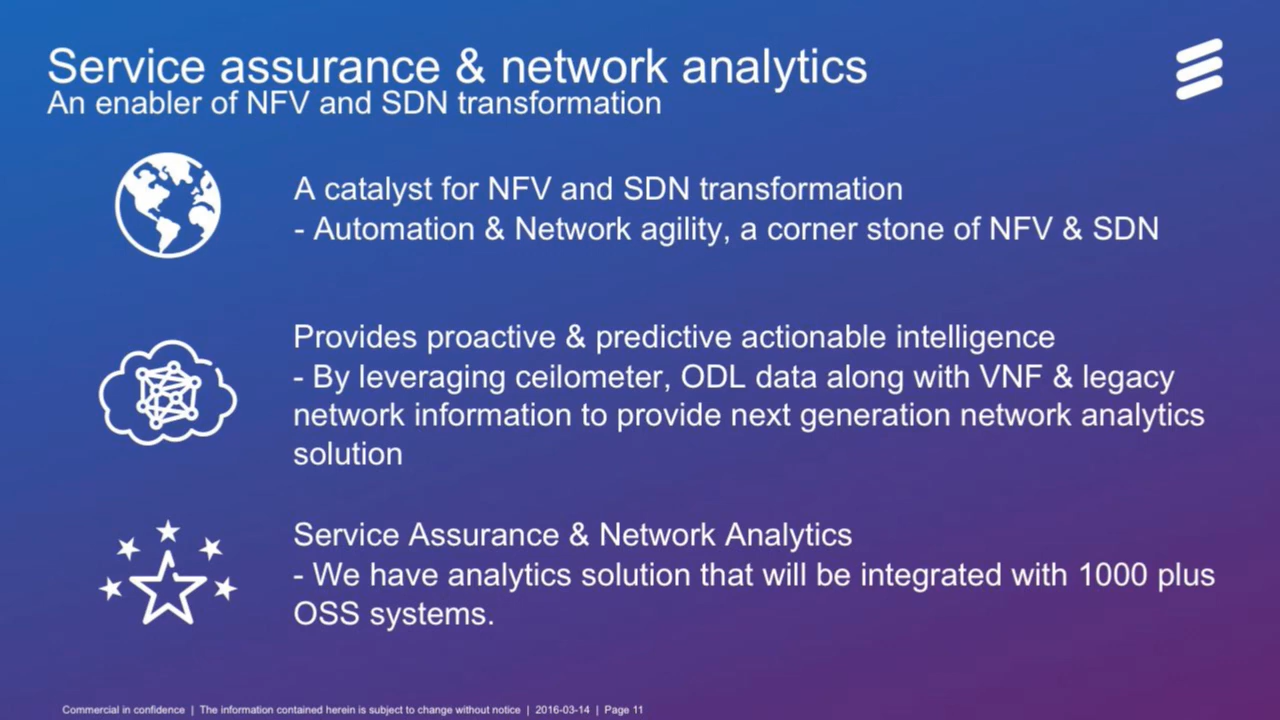 Service assurance & network analytics
An enabler of NFV and SDN transformation
A catalyst for NFV and SDN transformation
- Automation & Network agility, a corner stone of NFV & SDN
Provides proactive & predictive actionable intelligence
- By leveraging ceilometer, ODL data along with VNF & legacy
network information to provide next generation network analytics
solution
Service Assurance & Network Analytics
- We have analytics solution that will be integrated with 1000 plus
OSS systems.
Commercial in confidence | The information contained herein is subject to change without notice | 2016-03-14 | Page 11